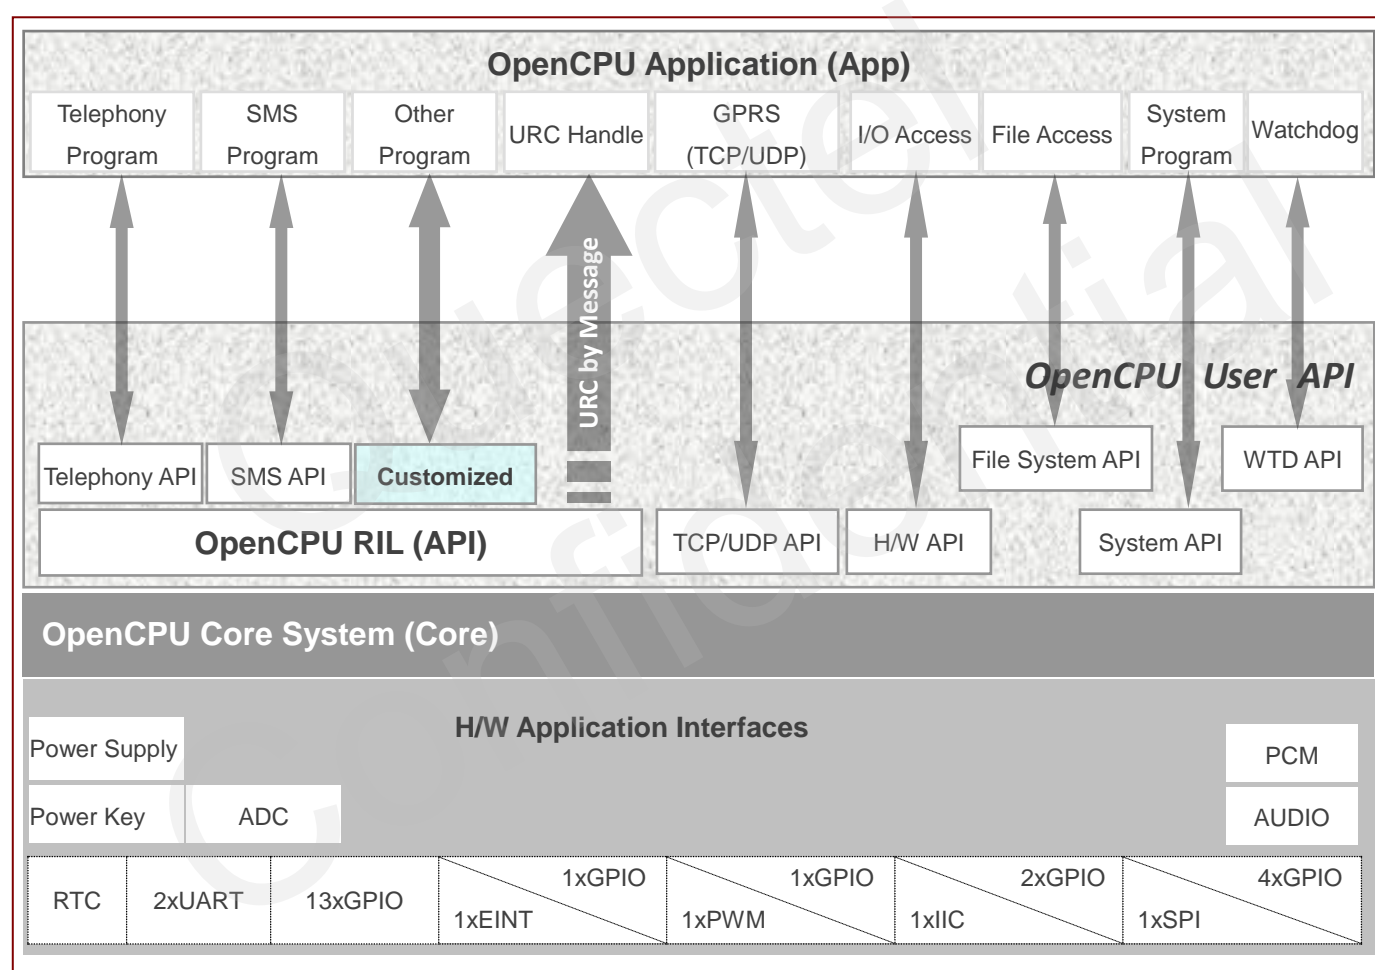 OpenCPU Application (App)
Telephony
Program
SMS
Program
Other
Program
URC Handle
GPRS
(TCP/UDP)
I/O Access
File Access
System
Program
Watchdog
URC by Message
OpenCPU User API
Telephony API
SMS API
Customized
File System API
WTD API
OpenCPU RIL (API)
TCP/UDP API
H/W API
System API
OpenCPU Core System (Core)
H/W Application Interfaces
Power Supply
PCM
Power Key
ADC
AUDIO
RTC
2xUART
13xGPIO
1xGPIO
1xEINT
1xGPIO
1xPWM
2xGPIO
1xIIC
4xGPIO
1xSPI
Quectel
Confidential